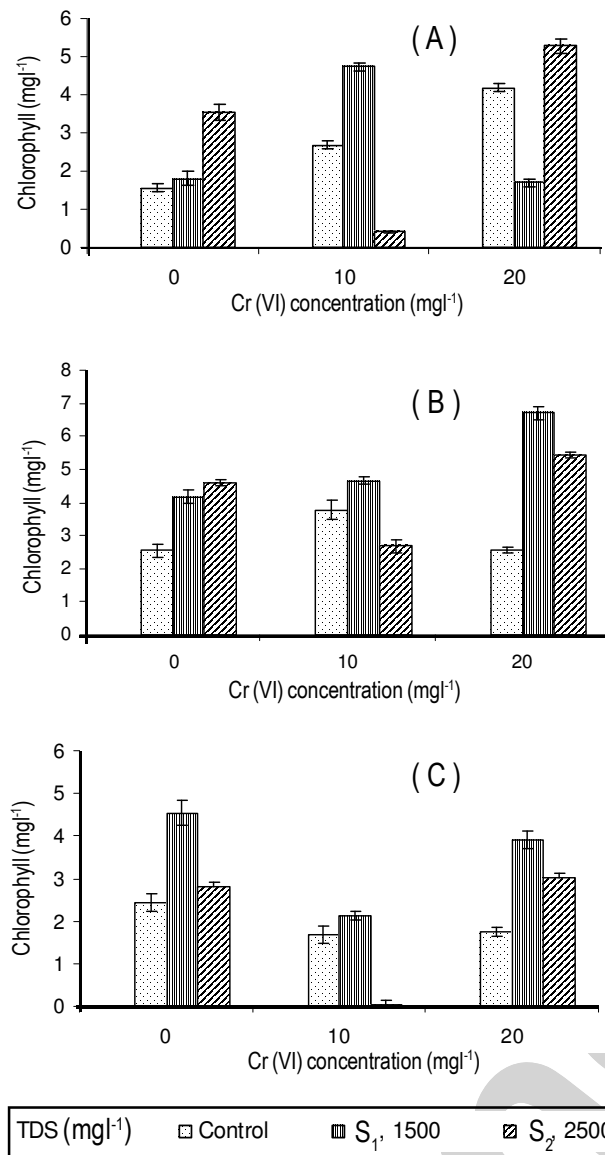 ( A )
Chlorophyll (mgl⁻¹)
6
5
4
3
2
1
0
0 10 20
Cr (VI) concentration (mgl⁻¹)
( B )
Chlorophyll (mgl⁻¹)
8
7
6
5
4
3
2
1
0
0 10 20
Cr (VI) concentration (mgl⁻¹)
( C )
Chlorophyll (mgl⁻¹)
6
5
4
3
2
1
0
0 10 20
Cr (VI) concentration (mgl⁻¹)
TDS (mgl⁻¹) Control S₁, 1500 S₂, 2500